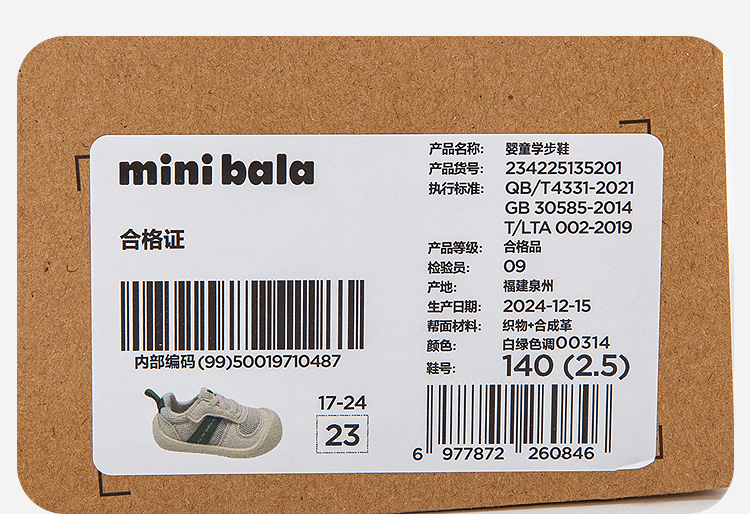 mini bala
合格证
内部编码(99)50019710487
17-24
23
产品名称: 婴童学步鞋
产品货号: 234225135201
执行标准: QB/T4331-2021
GB 30585-2014
T/LTA 002-2019
产品等级: 合格品
检验员: 09
产地: 福建泉州
生产日期: 2024-12-15
帮面材料: 织物+合成革
颜色: 白绿色调00314
鞋号: 140 (2.5)
6 977872 260846